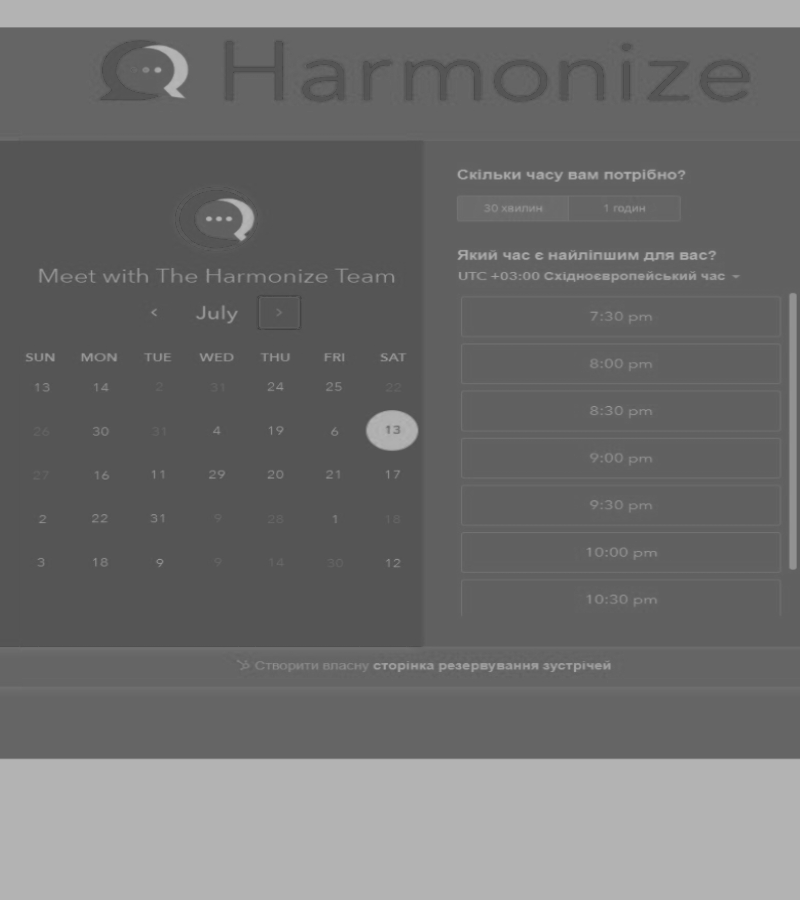 Harmonize
Meet with The Harmonize Team
July
SUN MON TUE WED THU FRI SAT
13 14 2 31 24 25 22
26 30 31 4 19 6 13
27 16 11 29 20 21 17
2 22 31 9 28 1 18
3 18 9 9 14 30 12
Скільки часу вам потрібно?
30 хвилин 1 годин
Який час є найліпшим для вас?
UTC +03:00 Східноєвропейський час
7:30 pm
8:00 pm
8:30 pm
9:00 pm
9:30 pm
10:00 pm
10:30 pm
Створити власну сторінка резервування зустрічей